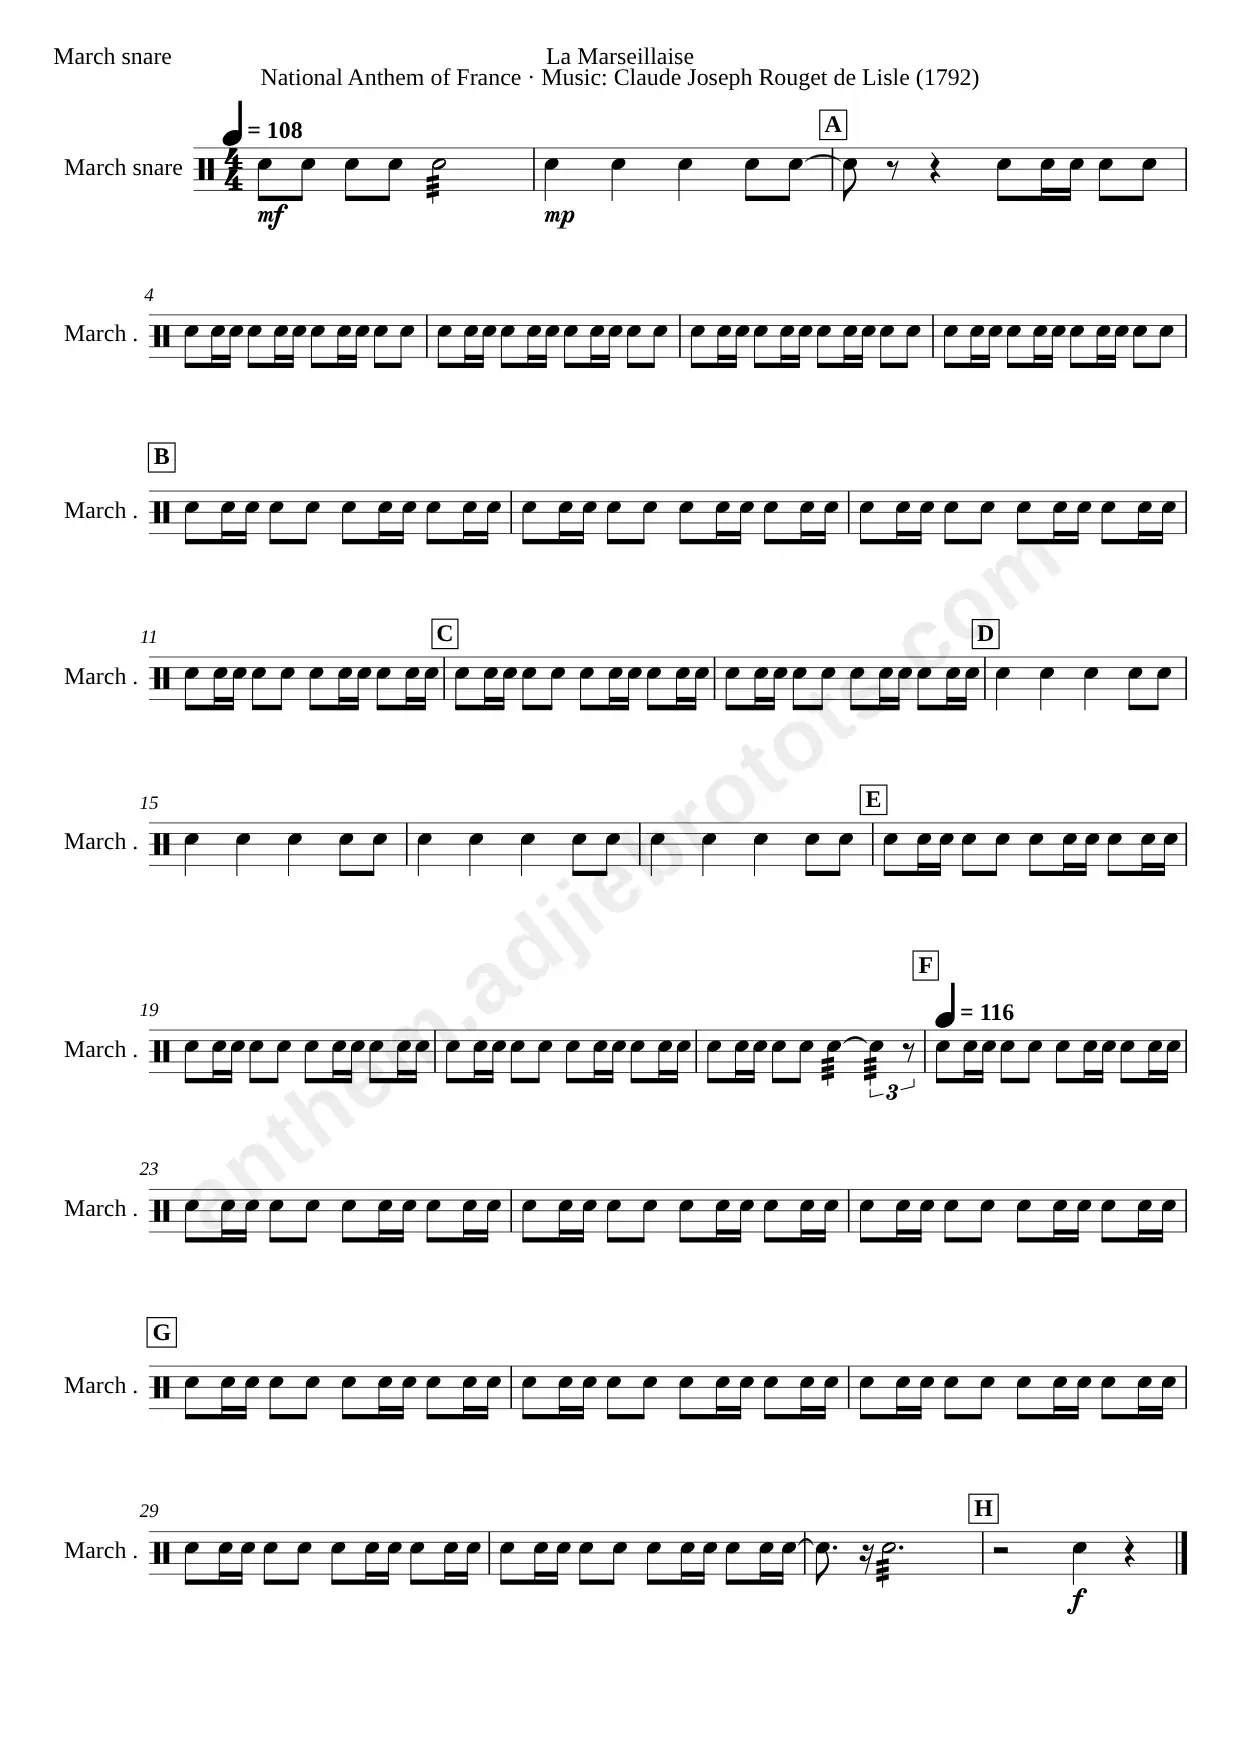 March snare
La Marseillaise
National Anthem of France · Music: Claude Joseph Rouget de Lisle (1792)
= 108
A
March snare
4
4
mf
mp
4
March .
B
March .
11
C
D
March .
15
E
March .
F
= 116
19
March .
3
23
March .
G
March .
29
H
March .
f
anthem.adjiebrotots.com